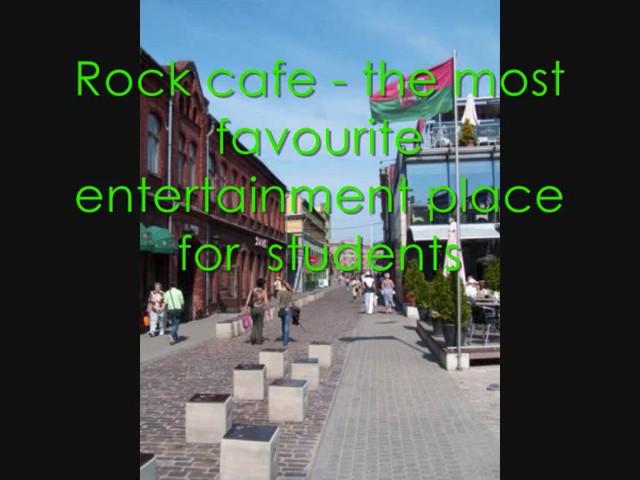 Rock cafe - the most
favourite
entertainment place
for students